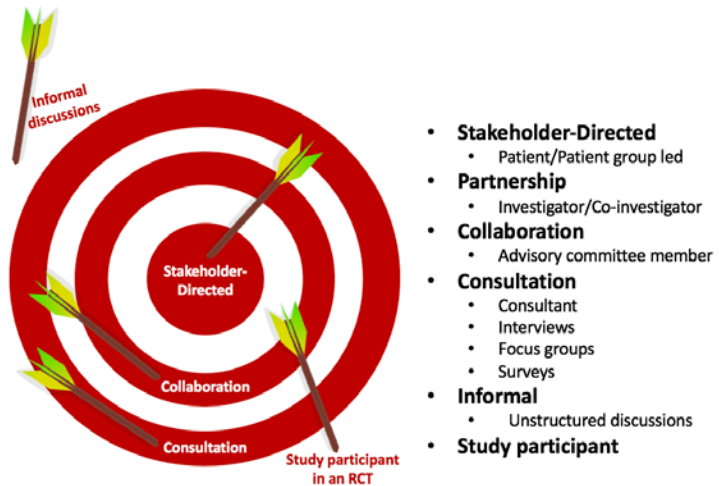 Informal
discussions
Stakeholder-
Directed
Collaboration
Consultation
Study participant
in an RCT
• Stakeholder-Directed
• Patient/Patient group led
• Partnership
• Investigator/Co-investigator
• Collaboration
• Advisory committee member
• Consultation
• Consultant
• Interviews
• Focus groups
• Surveys
• Informal
• Unstructured discussions
• Study participant